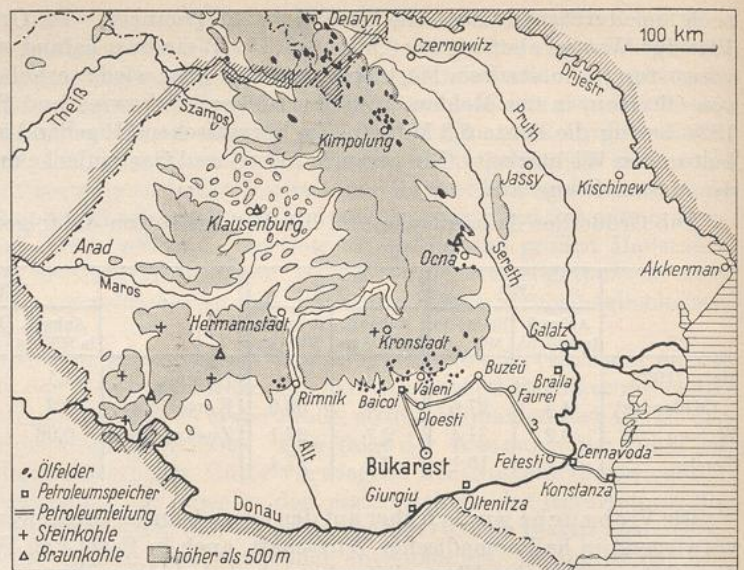 Delatyn
Czernowitz
100 km
Dnjestr
Theiß
Szamos
Pruth
Kimpolung
Jassy
Kischinew
Klausenburg
Arad
Maros
Ocna
Sereth
Akkerman
Hermannstadt
Kronstadt
Galatz
Rimnik
Baicoi
Valeni
Buzëu
Braila
Faurei
Ploesti
3
Alt
Bukarest
Fetesti
Cernavoda
Konstanza
Oltenitza
Giurgiu
Donau
Ölfelder
Petroleumspeicher
Petroleumleitung
Steinkohle
Braunkohle
höher als 500 m